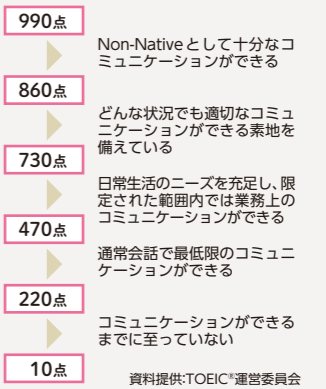 990点
Non-Nativeとして十分なコ
ミュニケーションができる
860点
どんな状況でも適切なコミュ
ニケーションができる素地を
備えている
730点
日常生活のニーズを充足し、限
定された範囲内では業務上の
コミュニケーションができる
470点
通常会話で最低限のコミュニ
ケーションができる
220点
コミュニケーションができる
までに至っていない
10点
資料提供:TOEIC®運営委員会